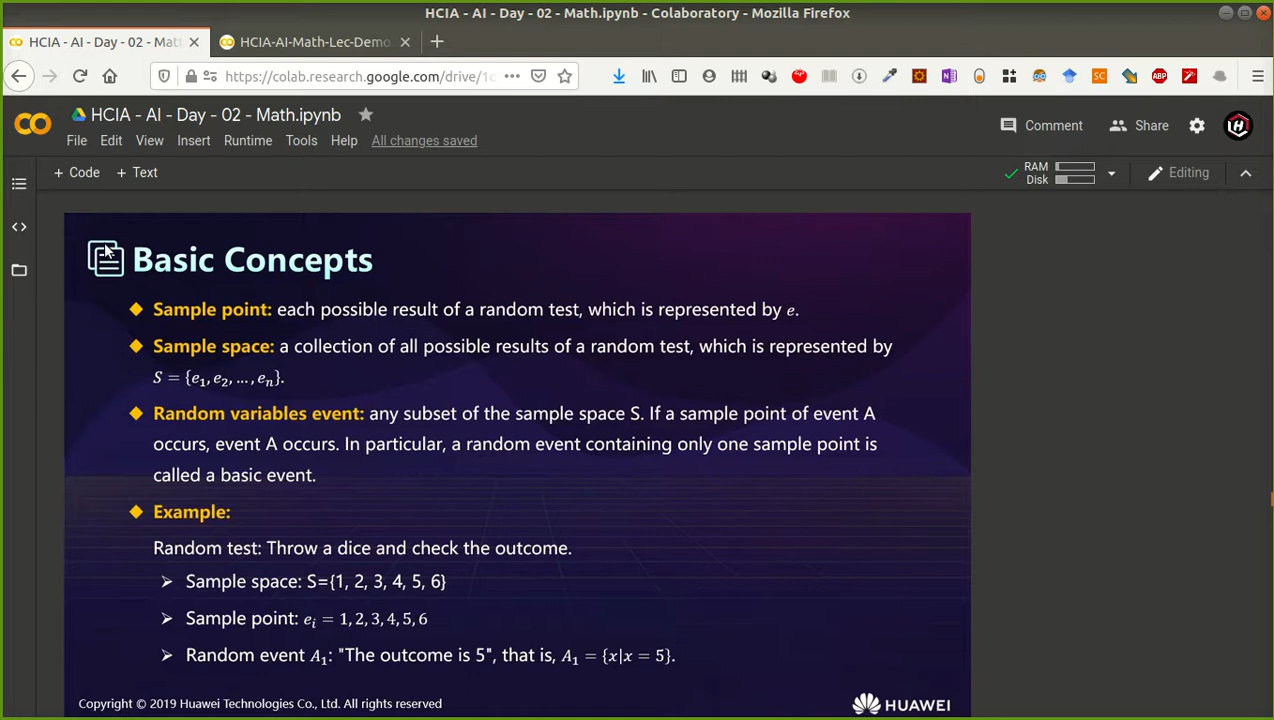 HCIA - AI - Day - 02 - Math.ipynb - Colaboratory - Mozilla Firefox
HCIA - AI - Day - 02 - Mat
HCIA-AI-Math-Lec-Demo
https://colab.research.google.com/drive/1
HCIA - AI - Day - 02 - Math.ipynb
File Edit View Insert Runtime Tools Help All changes saved
Comment Share
+ Code + Text
RAM
Disk
Editing
Basic Concepts
Sample point: each possible result of a random test, which is represented by e.
Sample space: a collection of all possible results of a random test, which is represented by
S = {e₁, e₂, ..., eₙ}.
Random variables event: any subset of the sample space S. If a sample point of event A
occurs, event A occurs. In particular, a random event containing only one sample point is
called a basic event.
Example:
Random test: Throw a dice and check the outcome.
Sample space: S={1, 2, 3, 4, 5, 6}
Sample point: eᵢ = 1, 2, 3, 4, 5, 6
Random event A₁: "The outcome is 5", that is, A₁ = {x|x = 5}.
Copyright © 2019 Huawei Technologies Co., Ltd. All rights reserved
HUAWEI